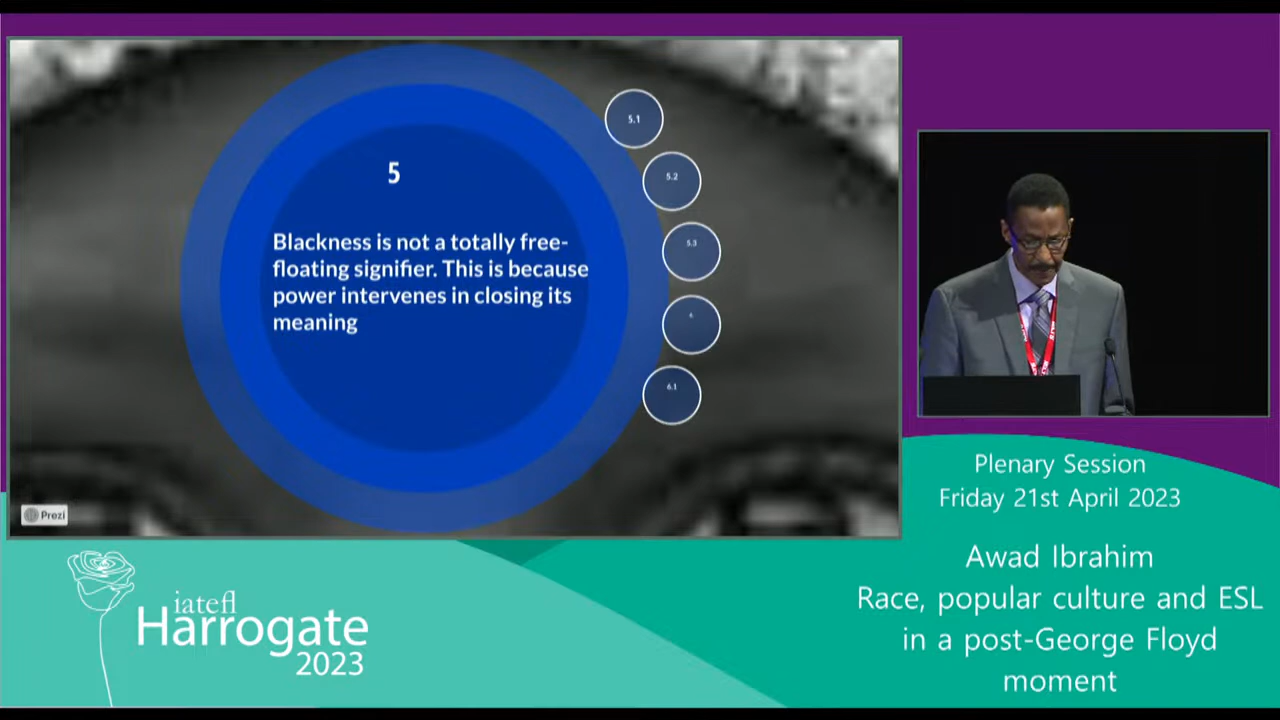 5
Blackness is not a totally free-
floating signifier. This is because
power intervenes in closing its
meaning
5.1
5.2
5.3
6
6.1
Prezi
Plenary Session
Friday 21st April 2023
Awad Ibrahim
Race, popular culture and ESL
in a post-George Floyd
moment
iatefl
Harrogate
2023